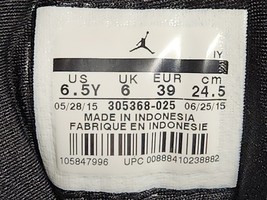 IY
S
US UK EUR cm
6.5Y 6 39 24.5
05/28/15 305368-025 06/25/15
MADE IN INDONESIA
FABRIQUE EN INDONESIE
105847996 UPC 00888410238882